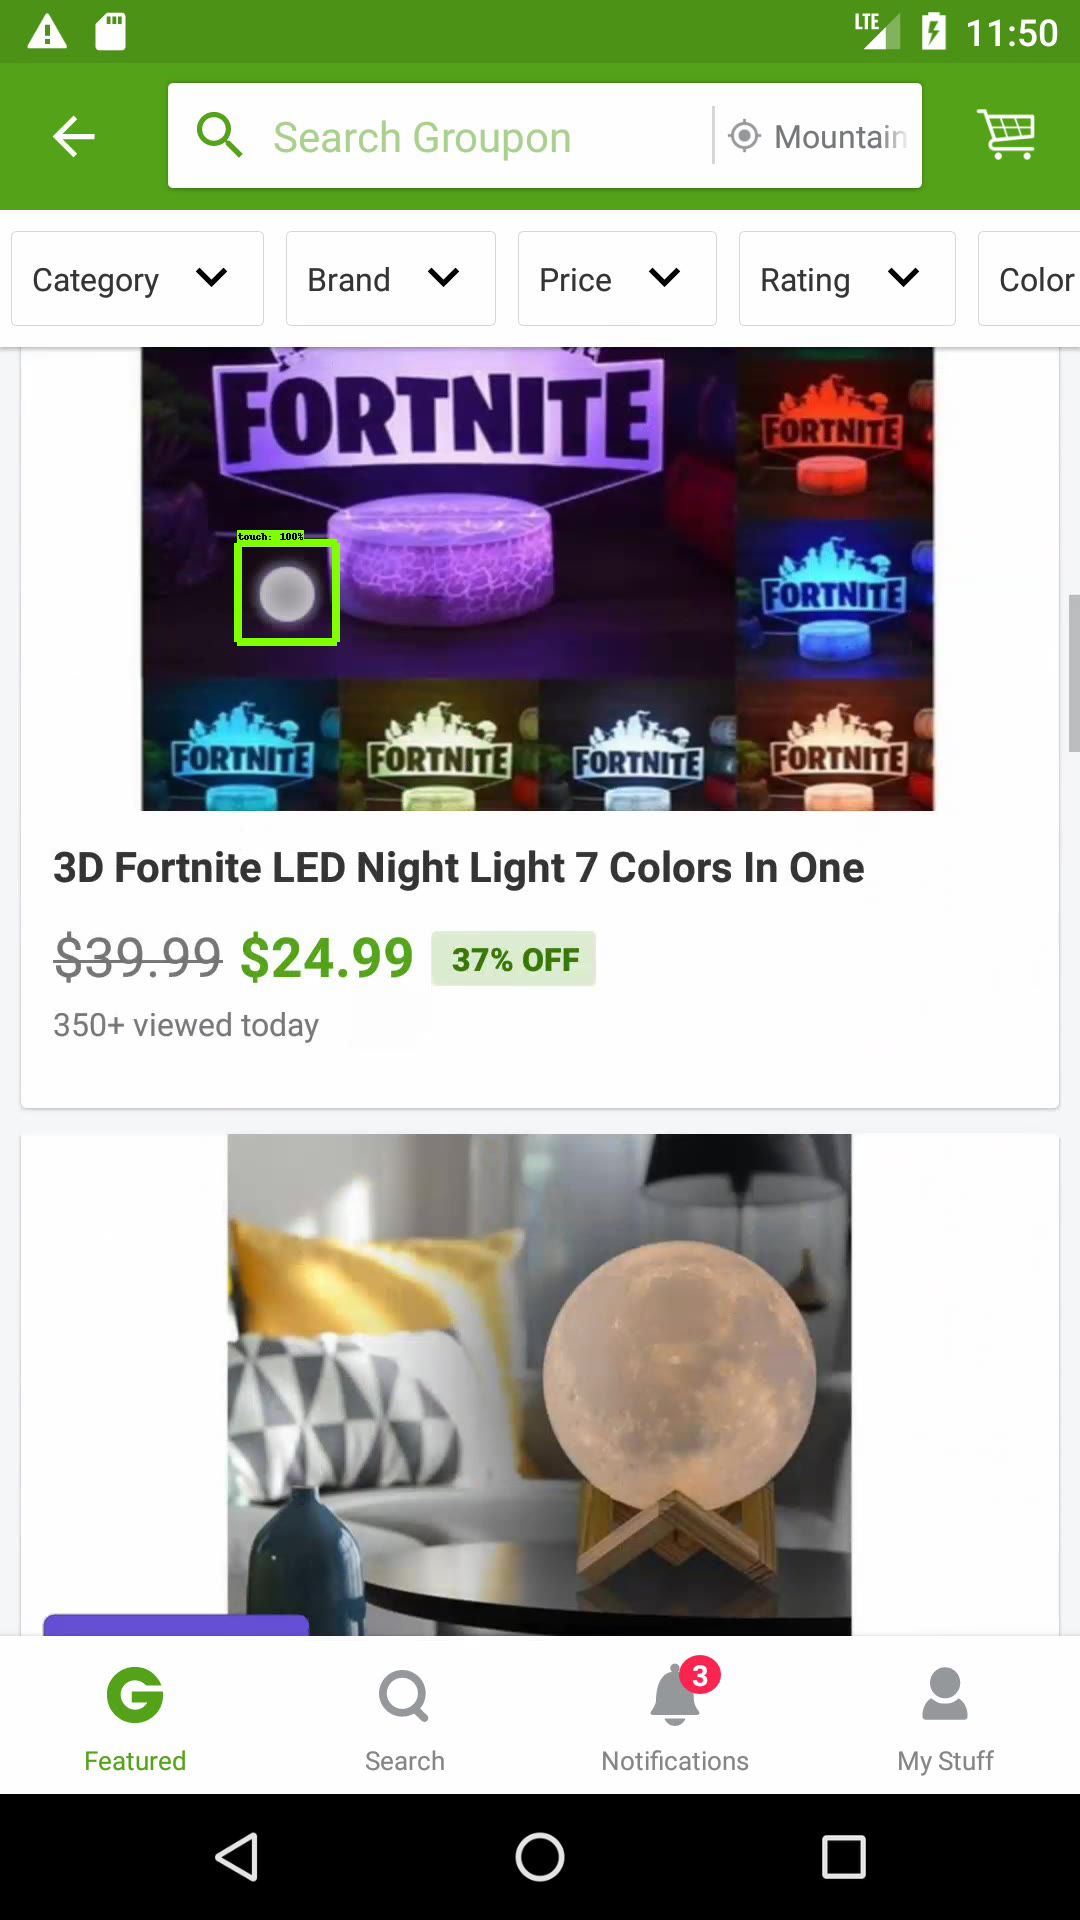 LTE 11:50
Search Groupon Mountain
Category Brand Price Rating Color
FORTNITE
FORTNITE
touch: 100%
FORTNITE
FORTNITE FORTNITE FORTNITE FORTNITE
3D Fortnite LED Night Light 7 Colors In One
$39.99 $24.99 37% OFF
350+ viewed today
3
Featured Search Notifications My Stuff